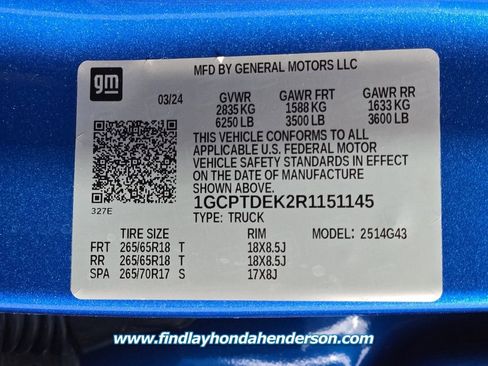 gm
MFD BY GENERAL MOTORS LLC
03/24 GVWR GAWR FRT GAWR RR
2835 KG 1588 KG 1633 KG
6250 LB 3500 LB 3600 LB
THIS VEHICLE CONFORMS TO ALL
APPLICABLE U.S. FEDERAL MOTOR
VEHICLE SAFETY STANDARDS IN EFFECT
ON THE DATE OF MANUFACTURE
SHOWN ABOVE.
327E
1GCPTDEK2R1151145
TYPE: TRUCK
TIRE SIZE RIM MODEL: 2514G43
FRT 265/65R18 T 18X8.5J
RR 265/65R18 T 18X8.5J
SPA 265/70R17 S 17X8J
www.findlayhondahenderson.com